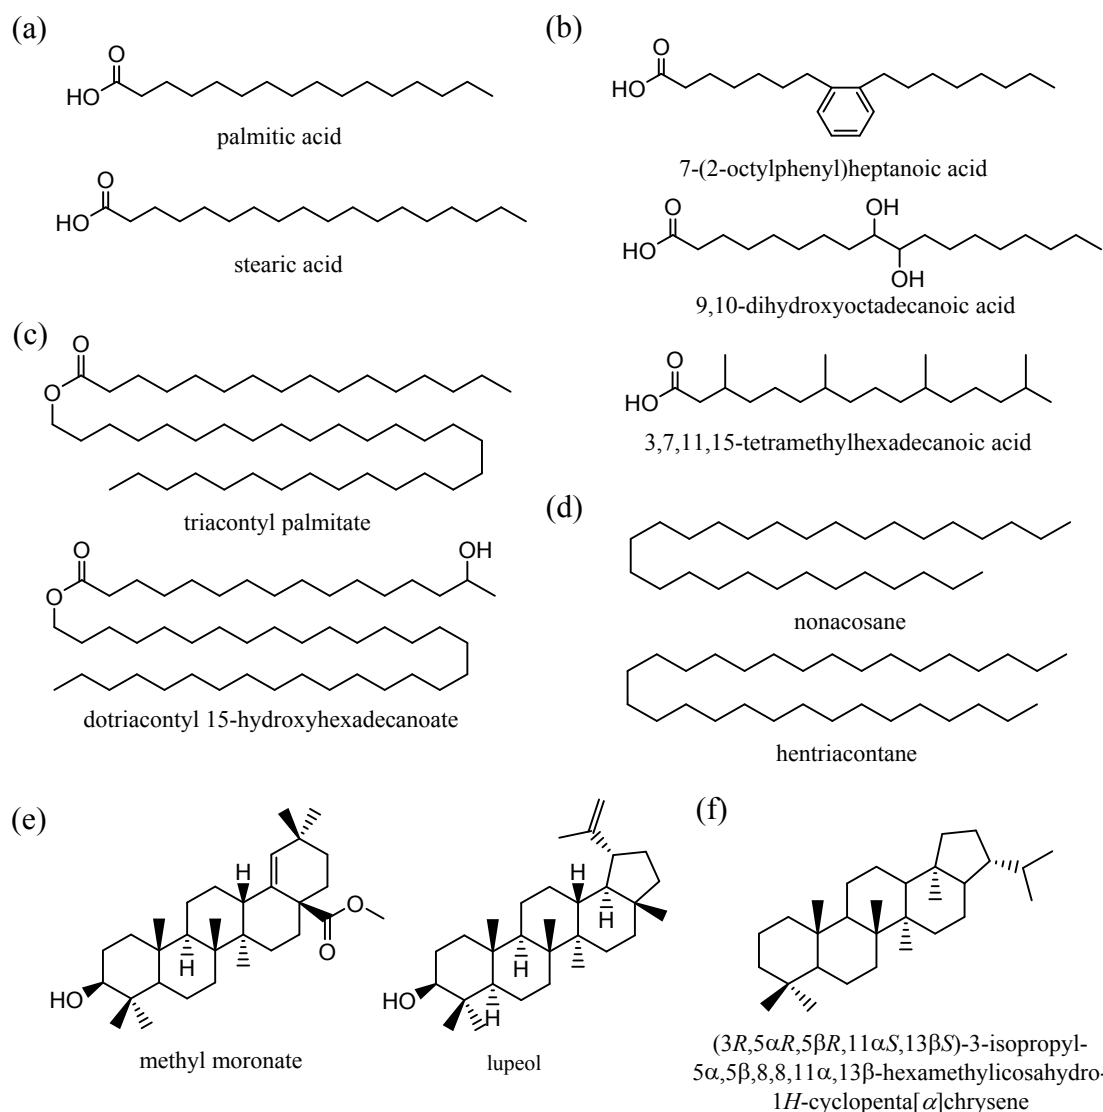 (a)
O
HO
palmitic acid
O
HO
stearic acid
(b)
O
HO
7-(2-octylphenyl)heptanoic acid
O
OH
HO
OH
9,10-dihydroxyoctadecanoic acid
O
HO
3,7,11,15-tetramethylhexadecanoic acid
(c)
O
O
triacontyl palmitate
O
OH
O
dotriacontyl 15-hydroxyhexadecanoate
(d)
nonacosane
hentriacontane
(e)
H
O
O
H
HO
methyl moronate
H
H
H
HO
H
lupeol
(f)
(3R,5αR,5βR,11αS,13βS)-3-isopropyl-
5α,5β,8,8,11α,13β-hexamethylicosahydro-
1H-cyclopenta[α]chrysene